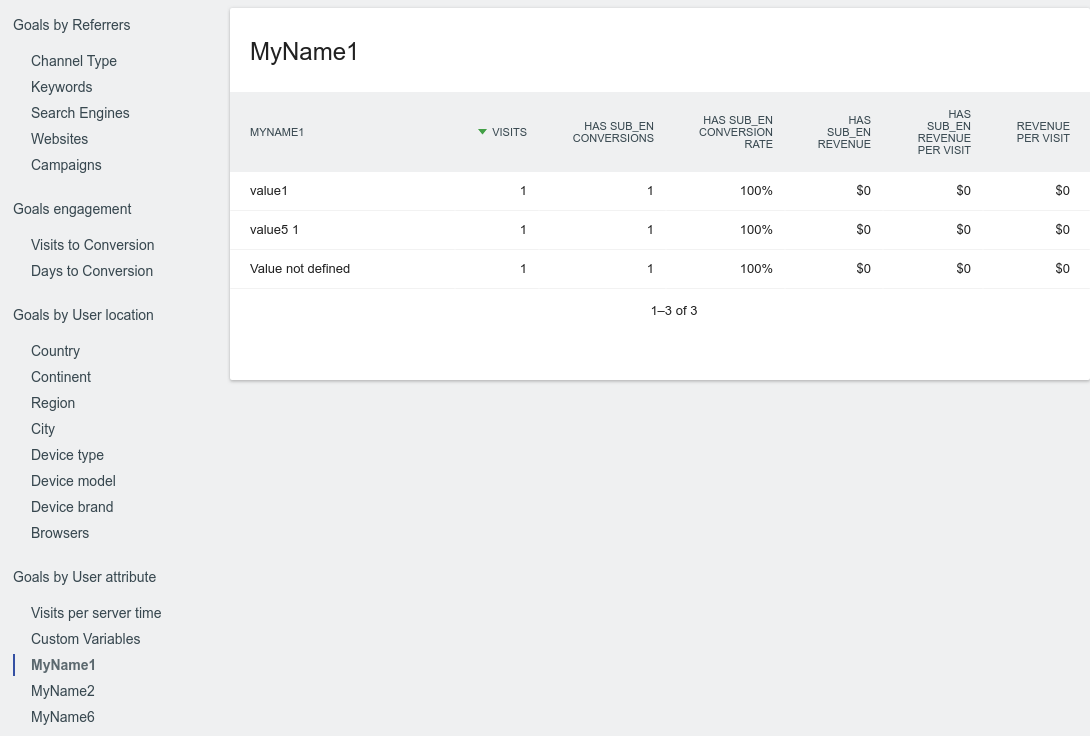 Goals by Referrers
Channel Type
Keywords
Search Engines
Websites
Campaigns
Goals engagement
Visits to Conversion
Days to Conversion
Goals by User location
Country
Continent
Region
City
Device type
Device model
Device brand
Browsers
Goals by User attribute
Visits per server time
Custom Variables
MyName1
MyName2
MyName6
MyName1
MYNAME1
VISITS
HAS SUB_EN
CONVERSIONS
HAS SUB_EN
CONVERSION
RATE
HAS
SUB_EN
REVENUE
HAS
SUB_EN
REVENUE
PER VISIT
REVENUE
PER VISIT
value1 1 1 100% $0 $0 $0
value5 1 1 1 100% $0 $0 $0
Value not defined 1 1 100% $0 $0 $0
1–3 of 3